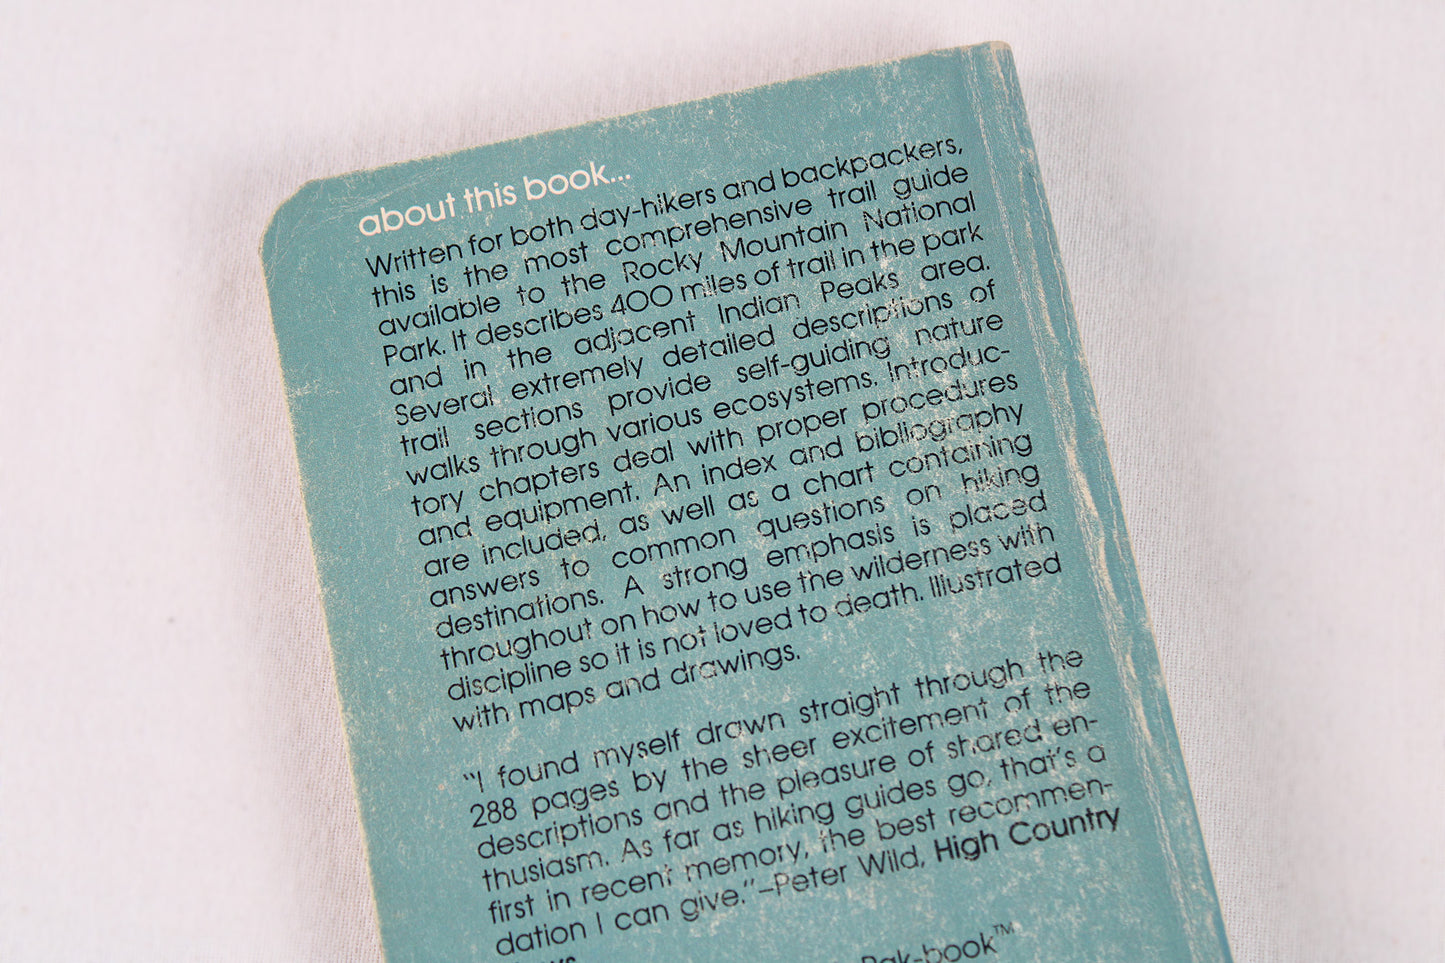 about this book...
Written for both day-hikers and backpackers,
this is the most comprehensive trail guide
available to the Rocky Mountain National
Park. It describes 400 miles of trail in the park
and in the adjacent Indian Peaks area.
Several extremely detailed descriptions of
trail sections provide self-guiding nature
walks through various ecosystems. Introduc-
tory chapters deal with proper procedures
and equipment. An index and bibliography
are included, as well as a chart containing
answers to common questions on hiking
destinations. A strong emphasis is placed
throughout on how to use the wilderness with
discipline so it is not loved to death. Illustrated
with maps and drawings.
"I found myself drawn straight through the
288 pages by the sheer excitement of the
descriptions and the pleasure of shared en-
thusiasm. As far as hiking guides go, that's a
first in recent memory, the best recommen-
dation I can give."–Peter Wild, High Country
Pak-book™